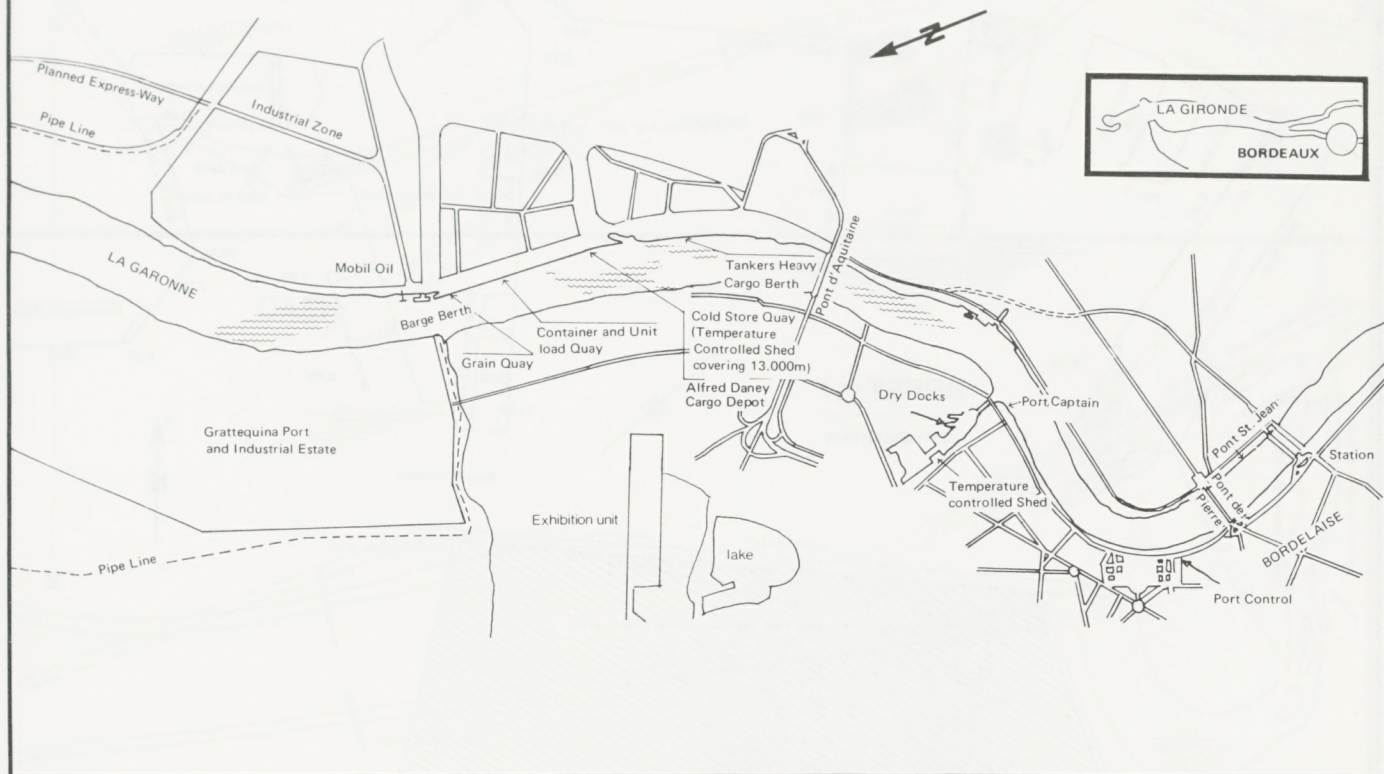 N
Planned Express-Way
Pipe Line
Industrial Zone
LA GIRONDE
BORDEAUX
LA GARONNE
Mobil Oil
Barge Berth
Grain Quay
Container and Unit
load Quay
Tankers Heavy
Cargo Berth
Pont d'Aquitaine
Cold Store Quay
(Temperature
Controlled Shed
covering 13.000m)
Alfred Daney
Cargo Depot
Dry Docks
Port Captain
Temperature
controlled Shed
Pont St. Jean
Station
Pont de
Pierre
BORDELAISE
Port Control
Grattequina Port
and Industrial Estate
Exhibition unit
lake
Pipe Line